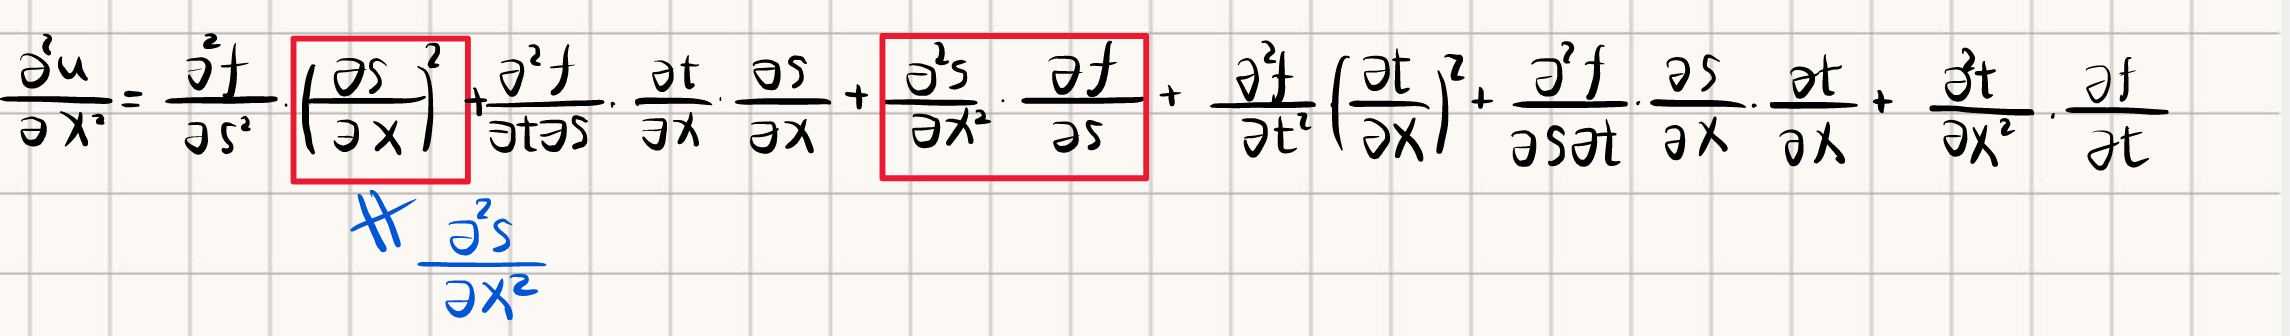 ∂²u/∂x² = ∂²f/∂s² · (∂s/∂x)² + ∂²f/∂t∂s · ∂t/∂x · ∂s/∂x + ∂²s/∂x² · ∂f/∂s + ∂²f/∂t² (∂t/∂x)² + ∂²f/∂s∂t · ∂s/∂x · ∂t/∂x + ∂²t/∂x² · ∂f/∂t
≠ ∂²s/∂x²